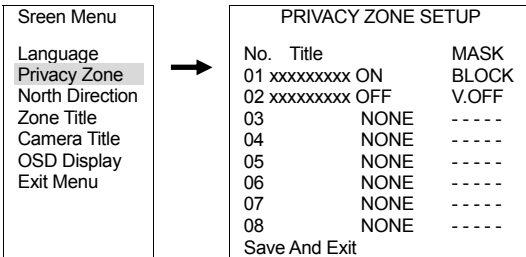 Sreen Menu
Language
Privacy Zone
North Direction
Zone Title
Camera Title
OSD Display
Exit Menu
PRIVACY ZONE SETUP
No. Title MASK
01 xxxxxxxxx ON BLOCK
02 xxxxxxxxx OFF V.OFF
03 NONE - - - - -
04 NONE - - - - -
05 NONE - - - - -
06 NONE - - - - -
07 NONE - - - - -
08 NONE - - - - -
Save And Exit